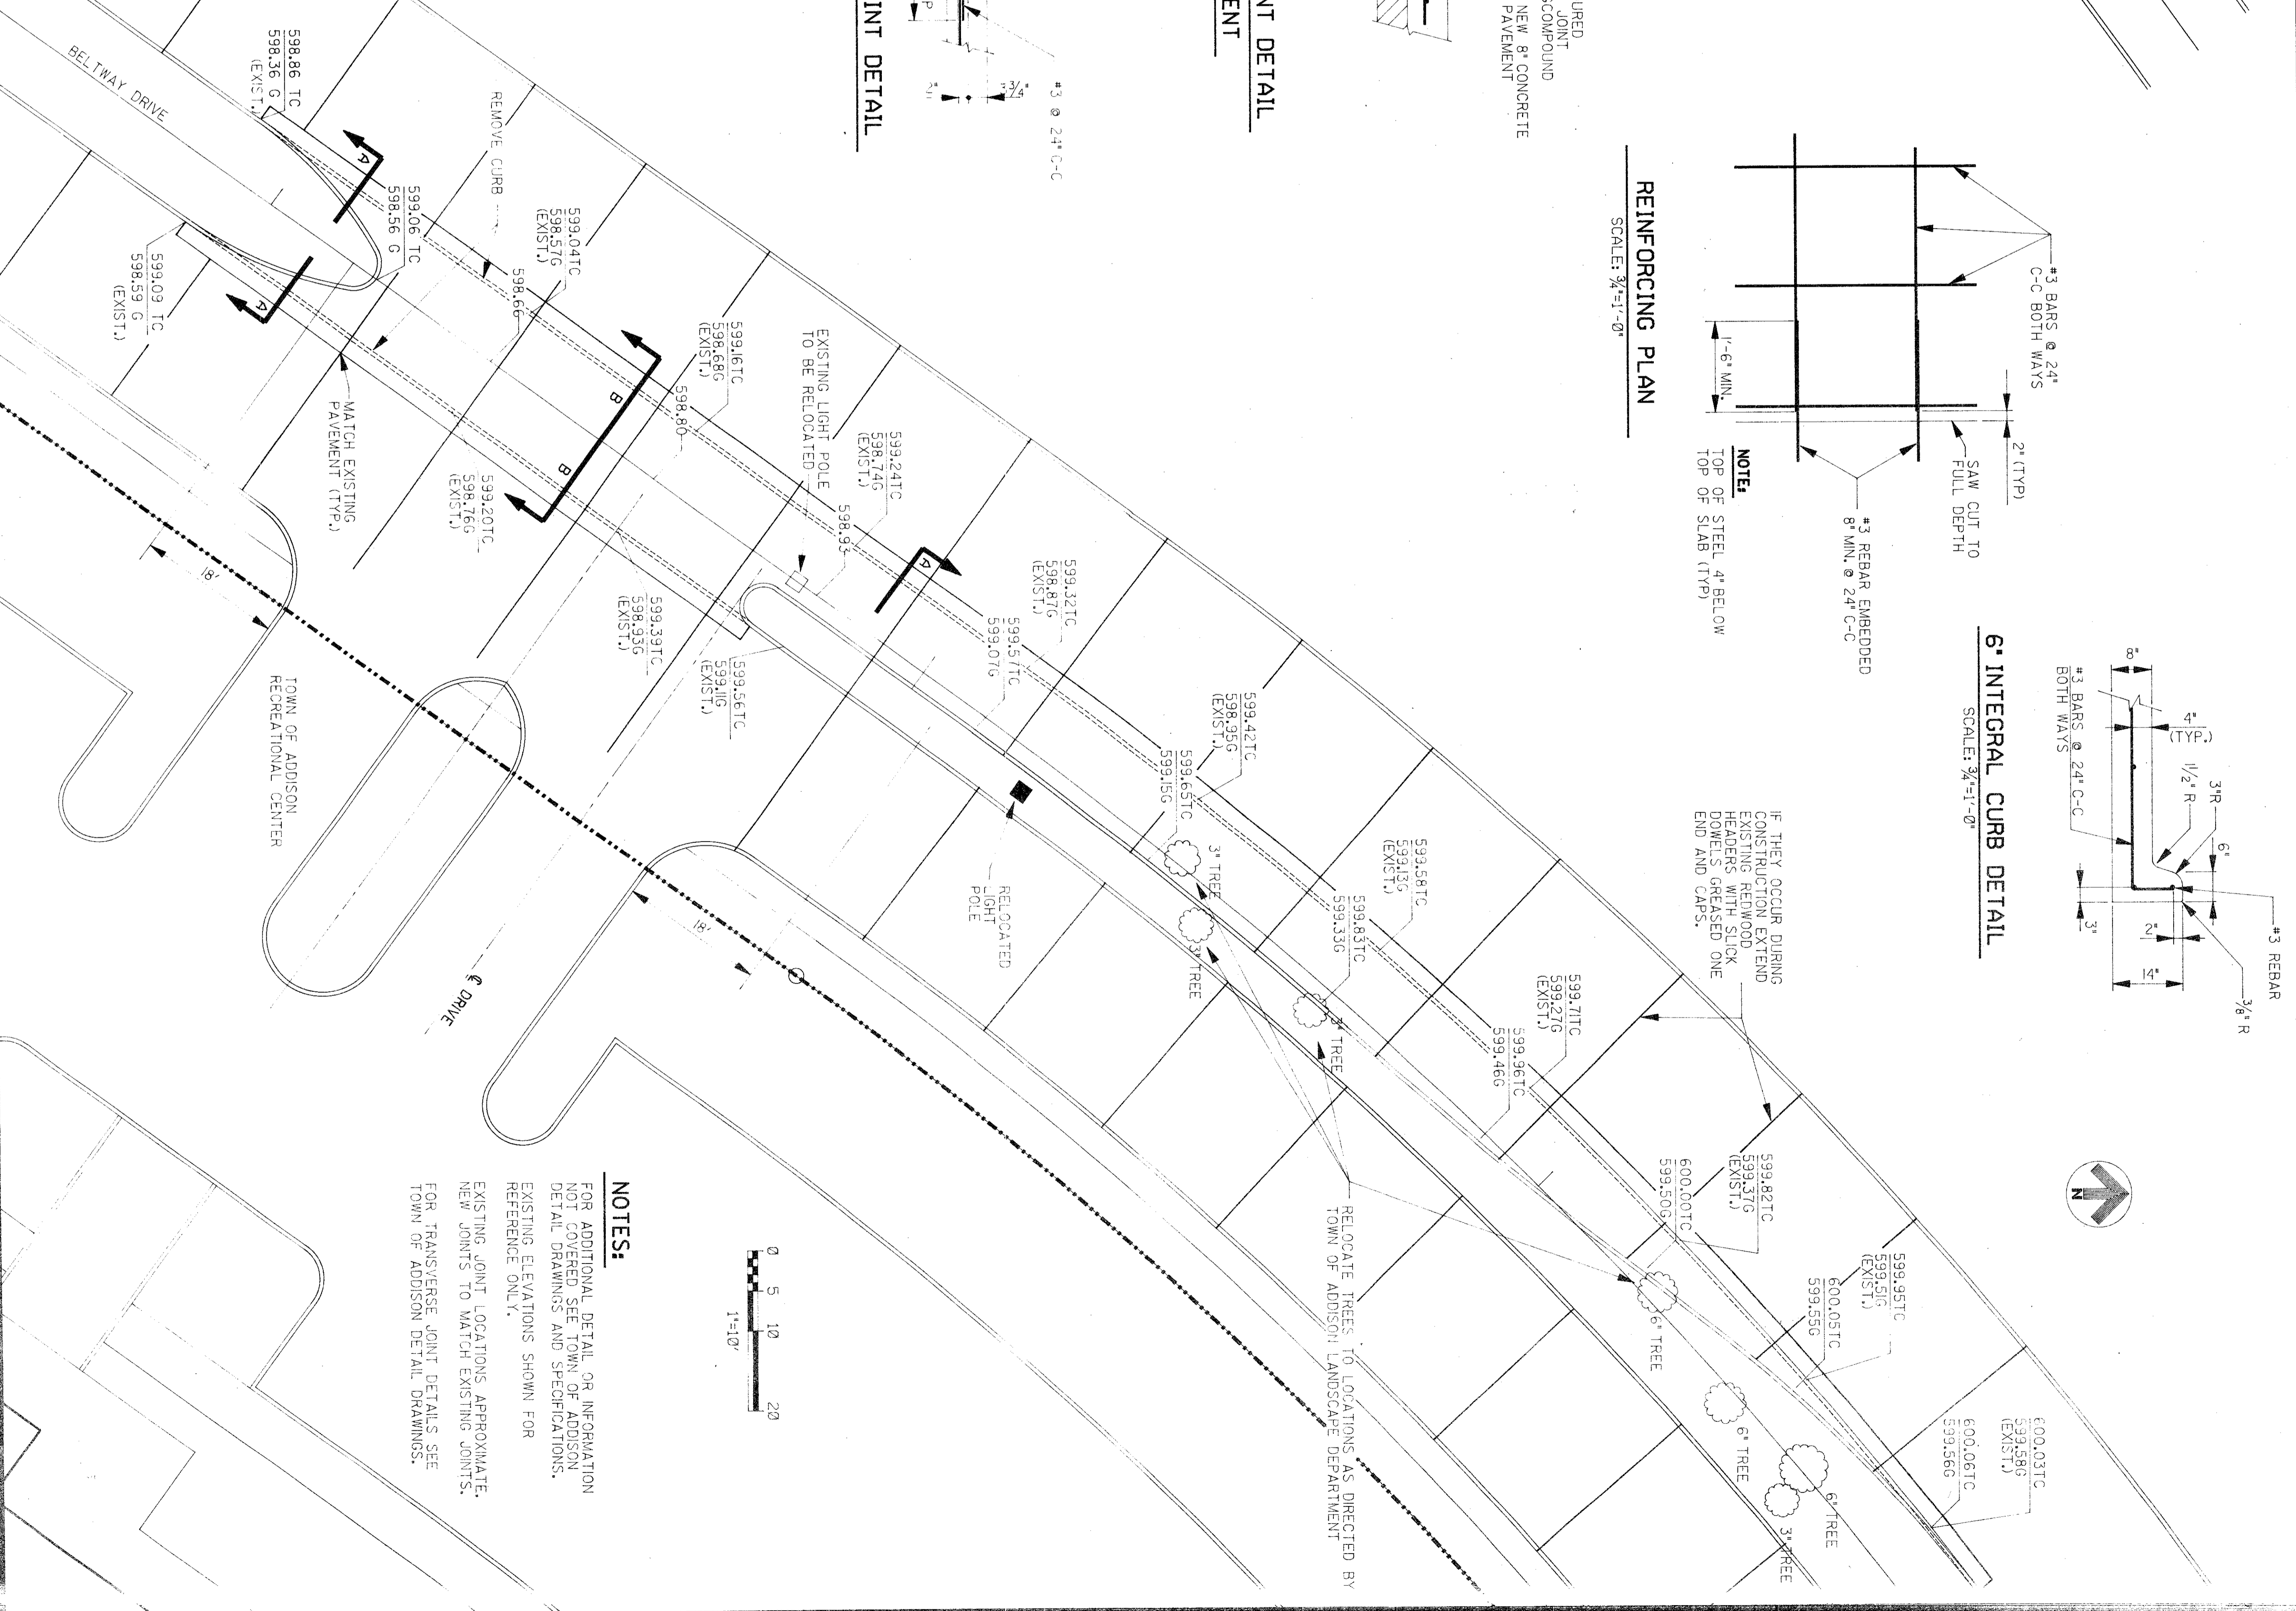 URED
JOINT
COMPOUND
NEW 8" CONCRETE
PAVEMENT
NT DETAIL
ENT
#3 @ 24" C-C
3/4"
INT DETAIL
#3 BARS @ 24"
C-C BOTH WAYS
2" (TYP)
SAW CUT TO
FULL DEPTH
1'-6" MIN.
#3 REBAR EMBEDDED
8" MIN. @ 24" C-C
NOTE:
TOP OF STEEL 4" BELOW
TOP OF SLAB (TYP)
REINFORCING PLAN
SCALE: 3/4"=1'-0"
#3 REBAR
3/8" R
6"
3"R
1 1/2" R
4"
(TYP.)
8"
2"
14"
3"
#3 BARS @ 24" C-C
BOTH WAYS
6" INTEGRAL CURB DETAIL
SCALE: 3/4"=1'-0"
N
IF THEY OCCUR DURING
CONSTRUCTION EXTEND
EXISTING REDWOOD
HEADERS WITH SLICK
DOWELS GREASED ONE
END AND CAPS.
BELTWAY DRIVE
598.86 TC
598.36 G
(EXIST.)
A
599.06 TC
598.56 G
REMOVE CURB
599.09 TC
598.59 G
(EXIST.)
A
599.04TC
598.57G
(EXIST.)
598.66
MATCH EXISTING
PAVEMENT (TYP.)
B
B
599.16TC
598.68G
(EXIST.)
598.80
599.20TC
598.76G
(EXIST.)
EXISTING LIGHT POLE
TO BE RELOCATED
599.24TC
598.74G
(EXIST.)
598.93
A
599.39TC
598.93G
(EXIST.)
599.32TC
598.87G
(EXIST.)
599.57TC
599.07G
599.56TC
599.11G
(EXIST.)
599.42TC
598.95G
(EXIST.)
599.65TC
599.15G
599.58TC
599.13G
(EXIST.)
599.83TC
599.33G
599.71TC
599.27G
(EXIST.)
599.96TC
599.46G
599.82TC
599.37G
(EXIST.)
600.00TC
599.50G
599.95TC
599.51G
(EXIST.)
600.05TC
599.55G
600.03TC
599.58G
(EXIST.)
600.06TC
599.56G
3" TREE
3" TREE
3" TREE
6" TREE
6" TREE
6" TREE
3" TREE
RELOCATED
LIGHT
POLE
RELOCATE TREES TO LOCATIONS AS DIRECTED BY
TOWN OF ADDISON LANDSCAPE DEPARTMENT
18'
18'
TOWN OF ADDISON
RECREATIONAL CENTER
℄ DRIVE
0 5 10 20
1"=10'
NOTES:
FOR ADDITIONAL DETAIL OR INFORMATION
NOT COVERED SEE TOWN OF ADDISON
DETAIL DRAWINGS AND SPECIFICATIONS.
EXISTING ELEVATIONS SHOWN FOR
REFERENCE ONLY.
EXISTING JOINT LOCATIONS APPROXIMATE.
NEW JOINTS TO MATCH EXISTING JOINTS.
FOR TRANSVERSE JOINT DETAILS SEE
TOWN OF ADDISON DETAIL DRAWINGS.